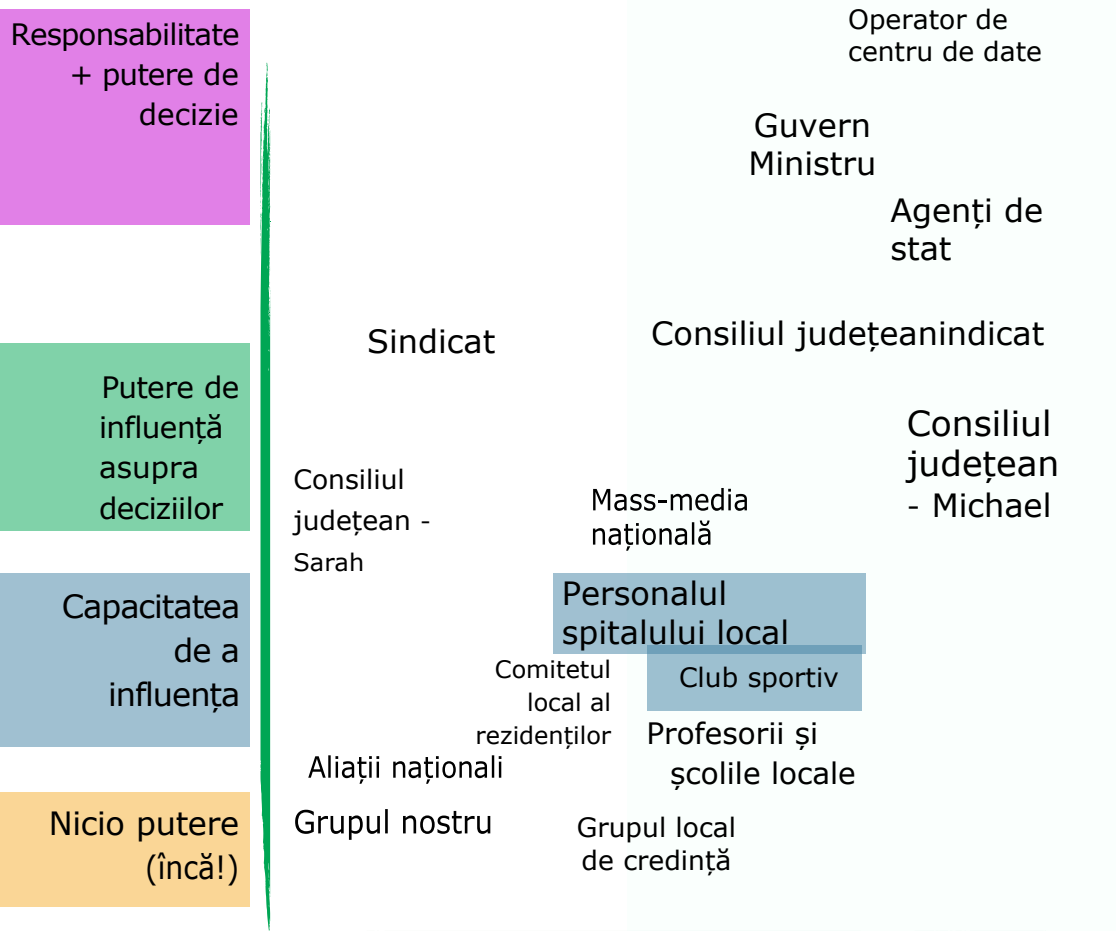 Responsabilitate
+ putere de
decizie
Operator de
centru de date
Guvern
Ministru
Agenți de
stat
Sindicat
Consiliul județeanindicat
Putere de
influență
asupra
deciziilor
Consiliul
județean
- Michael
Consiliul
județean -
Sarah
Mass-media
națională
Capacitatea
de a
influența
Personalul
spitalului local
Comitetul
local al
rezidenților
Club sportiv
Profesorii și
școlile locale
Aliații naționali
Nicio putere
(încă!)
Grupul nostru
Grupul local
de credință